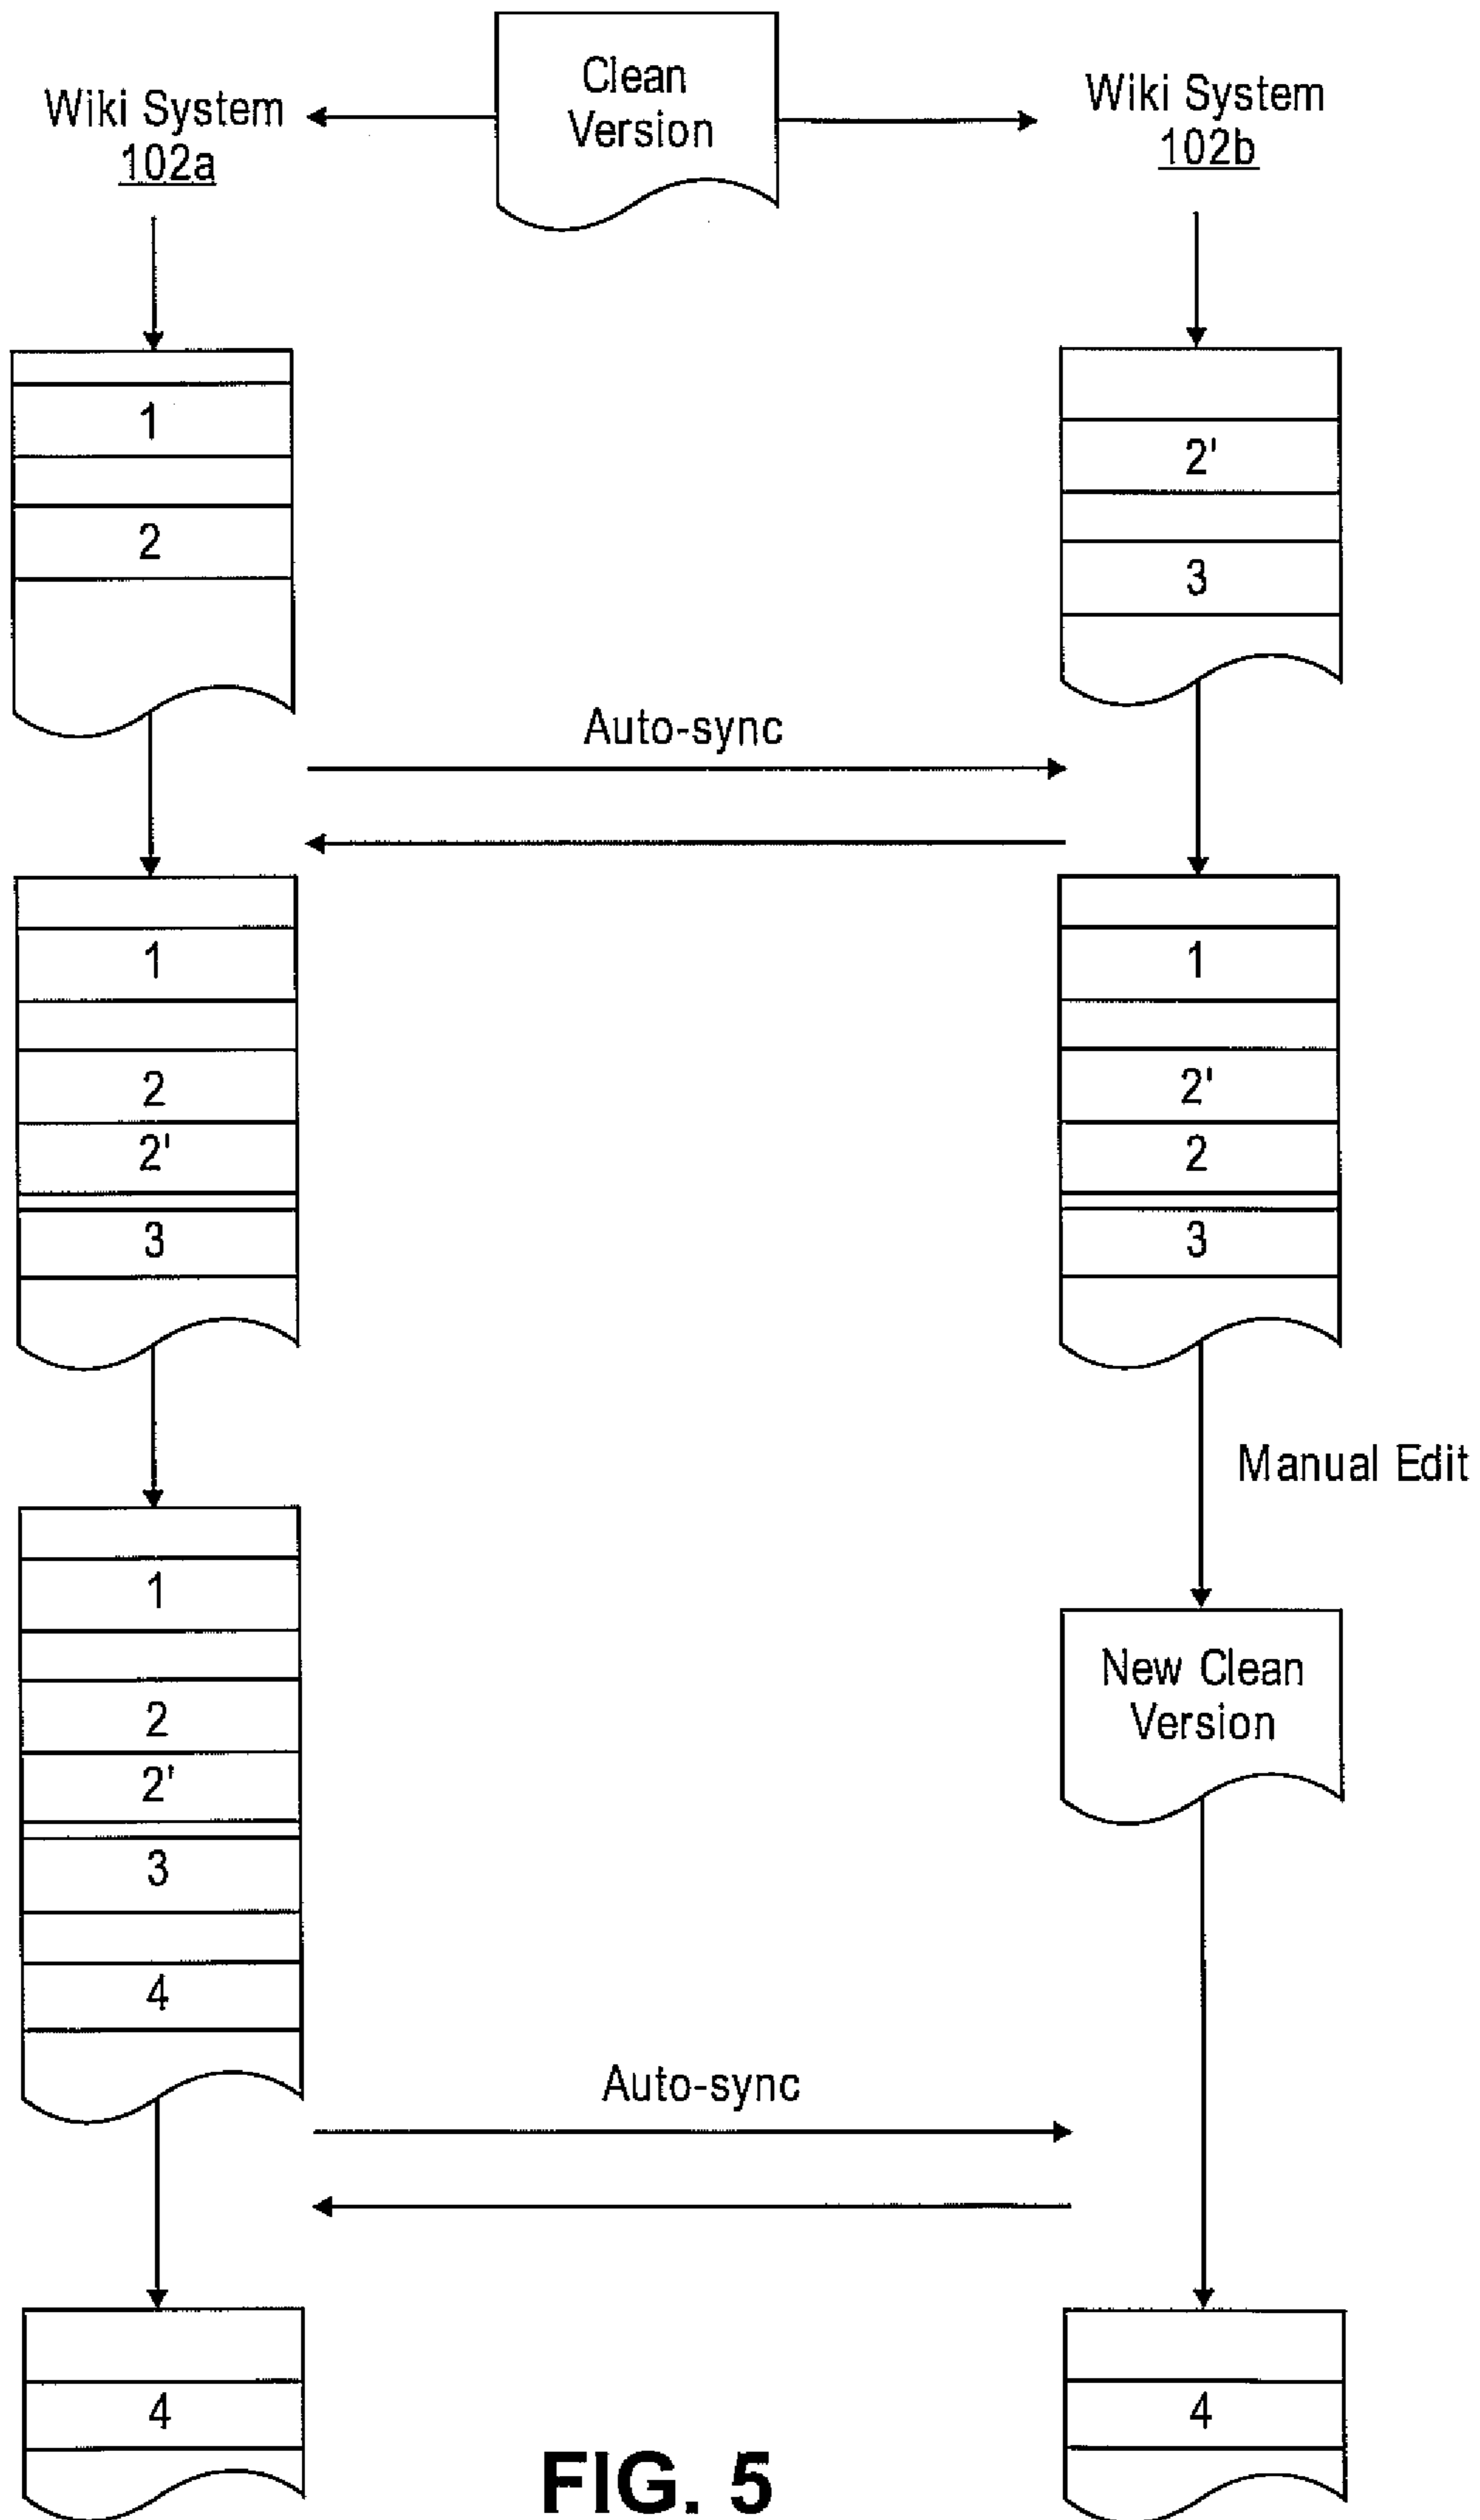 Clean
Version
Wiki System
102a
Wiki System
102b
1
2
2'
3
Auto-sync
1
2
2'
3
1
2'
2
3
Manual Edit
1
2
2'
3
4
New Clean
Version
Auto-sync
4
4
FIG. 5